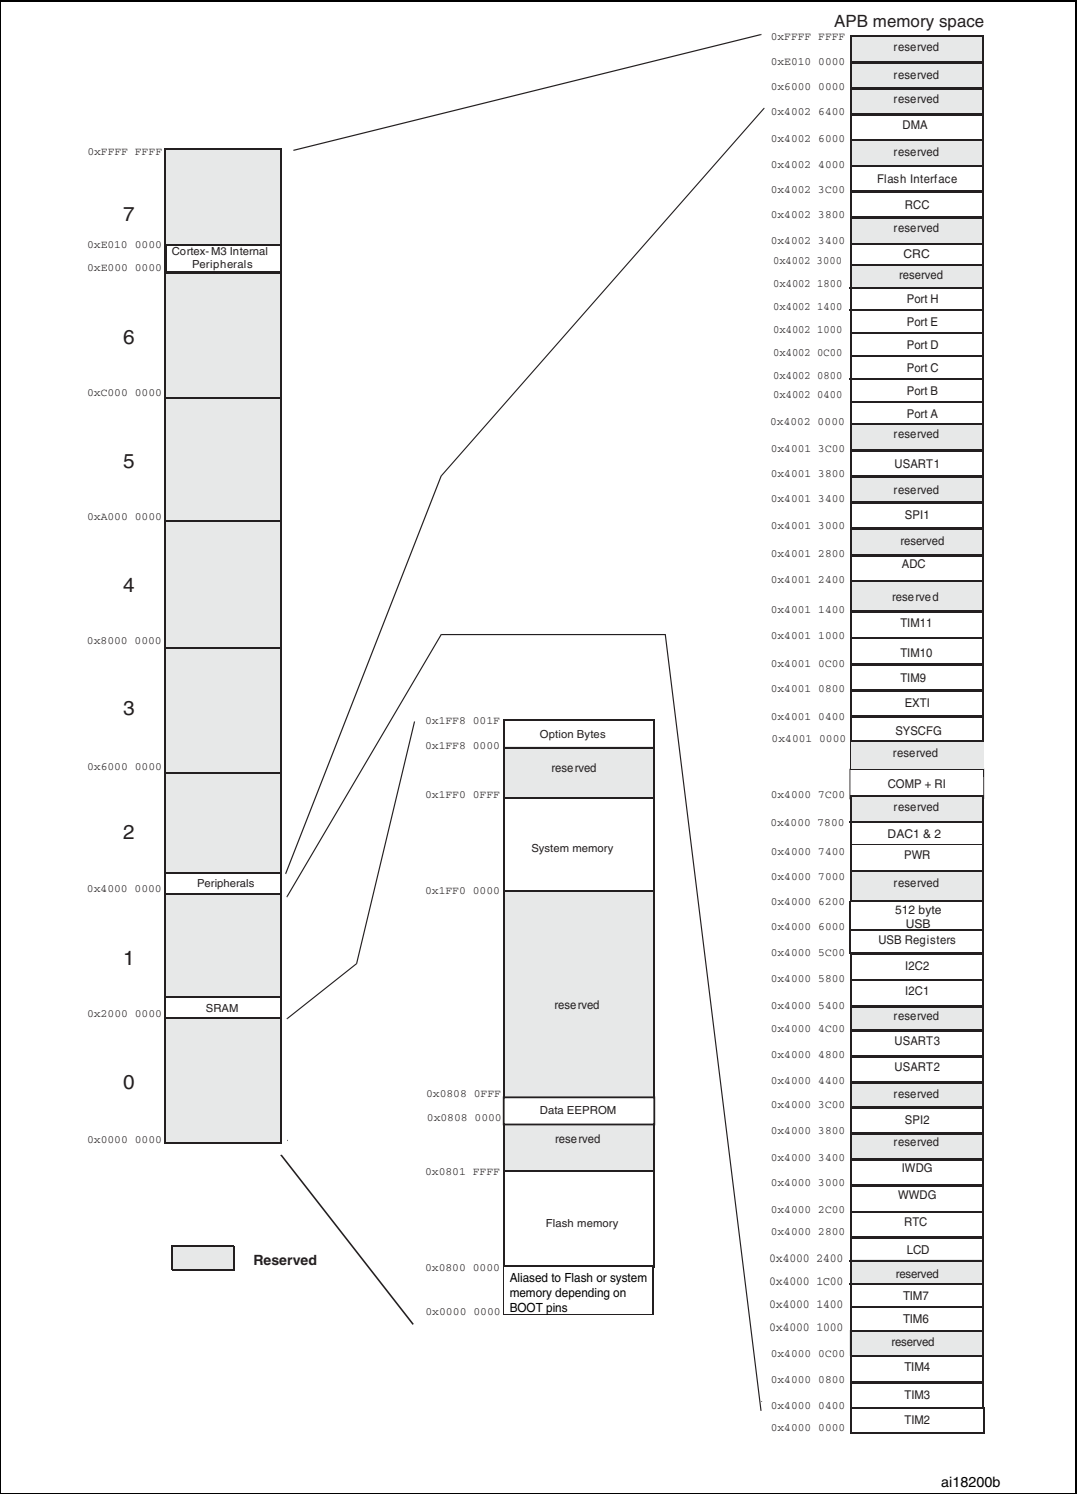 APB memory space
0xFFFF FFFF
reserved
0xE010 0000
reserved
0x6000 0000
reserved
0x4002 6400
DMA
0x4002 6000
reserved
0x4002 4000
Flash Interface
0x4002 3C00
RCC
0x4002 3800
reserved
0x4002 3400
CRC
0x4002 3000
reserved
0x4002 1800
Port H
0x4002 1400
Port E
0x4002 1000
Port D
0x4002 0C00
Port C
0x4002 0800
Port B
0x4002 0400
Port A
0x4002 0000
reserved
0x4001 3C00
USART1
0x4001 3800
reserved
0x4001 3400
SPI1
0x4001 3000
reserved
0x4001 2800
ADC
0x4001 2400
reserved
0x4001 1400
TIM11
0x4001 1000
TIM10
0x4001 0C00
TIM9
0x4001 0800
EXTI
0x4001 0400
SYSCFG
0x4001 0000
reserved
COMP + RI
0x4000 7C00
reserved
0x4000 7800
DAC1 & 2
0x4000 7400
PWR
0x4000 7000
reserved
0x4000 6200
512 byte
USB
0x4000 6000
USB Registers
0x4000 5C00
I2C2
0x4000 5800
I2C1
0x4000 5400
reserved
0x4000 4C00
USART3
0x4000 4800
USART2
0x4000 4400
reserved
0x4000 3C00
SPI2
0x4000 3800
reserved
0x4000 3400
IWDG
0x4000 3000
WWDG
0x4000 2C00
RTC
0x4000 2800
LCD
0x4000 2400
reserved
0x4000 1C00
TIM7
0x4000 1400
TIM6
0x4000 1000
reserved
0x4000 0C00
TIM4
0x4000 0800
TIM3
0x4000 0400
TIM2
0x4000 0000
0xFFFF FFFF
7
0xE010 0000
Cortex-M3 Internal
Peripherals
0xE000 0000
6
0xC000 0000
5
0xA000 0000
4
0x8000 0000
3
0x6000 0000
2
Peripherals
0x4000 0000
1
SRAM
0x2000 0000
0
0x0000 0000
Reserved
0x1FF8 001F
Option Bytes
0x1FF8 0000
reserved
0x1FF0 0FFF
System memory
0x1FF0 0000
reserved
0x0808 0FFF
Data EEPROM
0x0808 0000
reserved
0x0801 FFFF
Flash memory
0x0800 0000
Aliased to Flash or system
memory depending on
BOOT pins
0x0000 0000
ai18200b